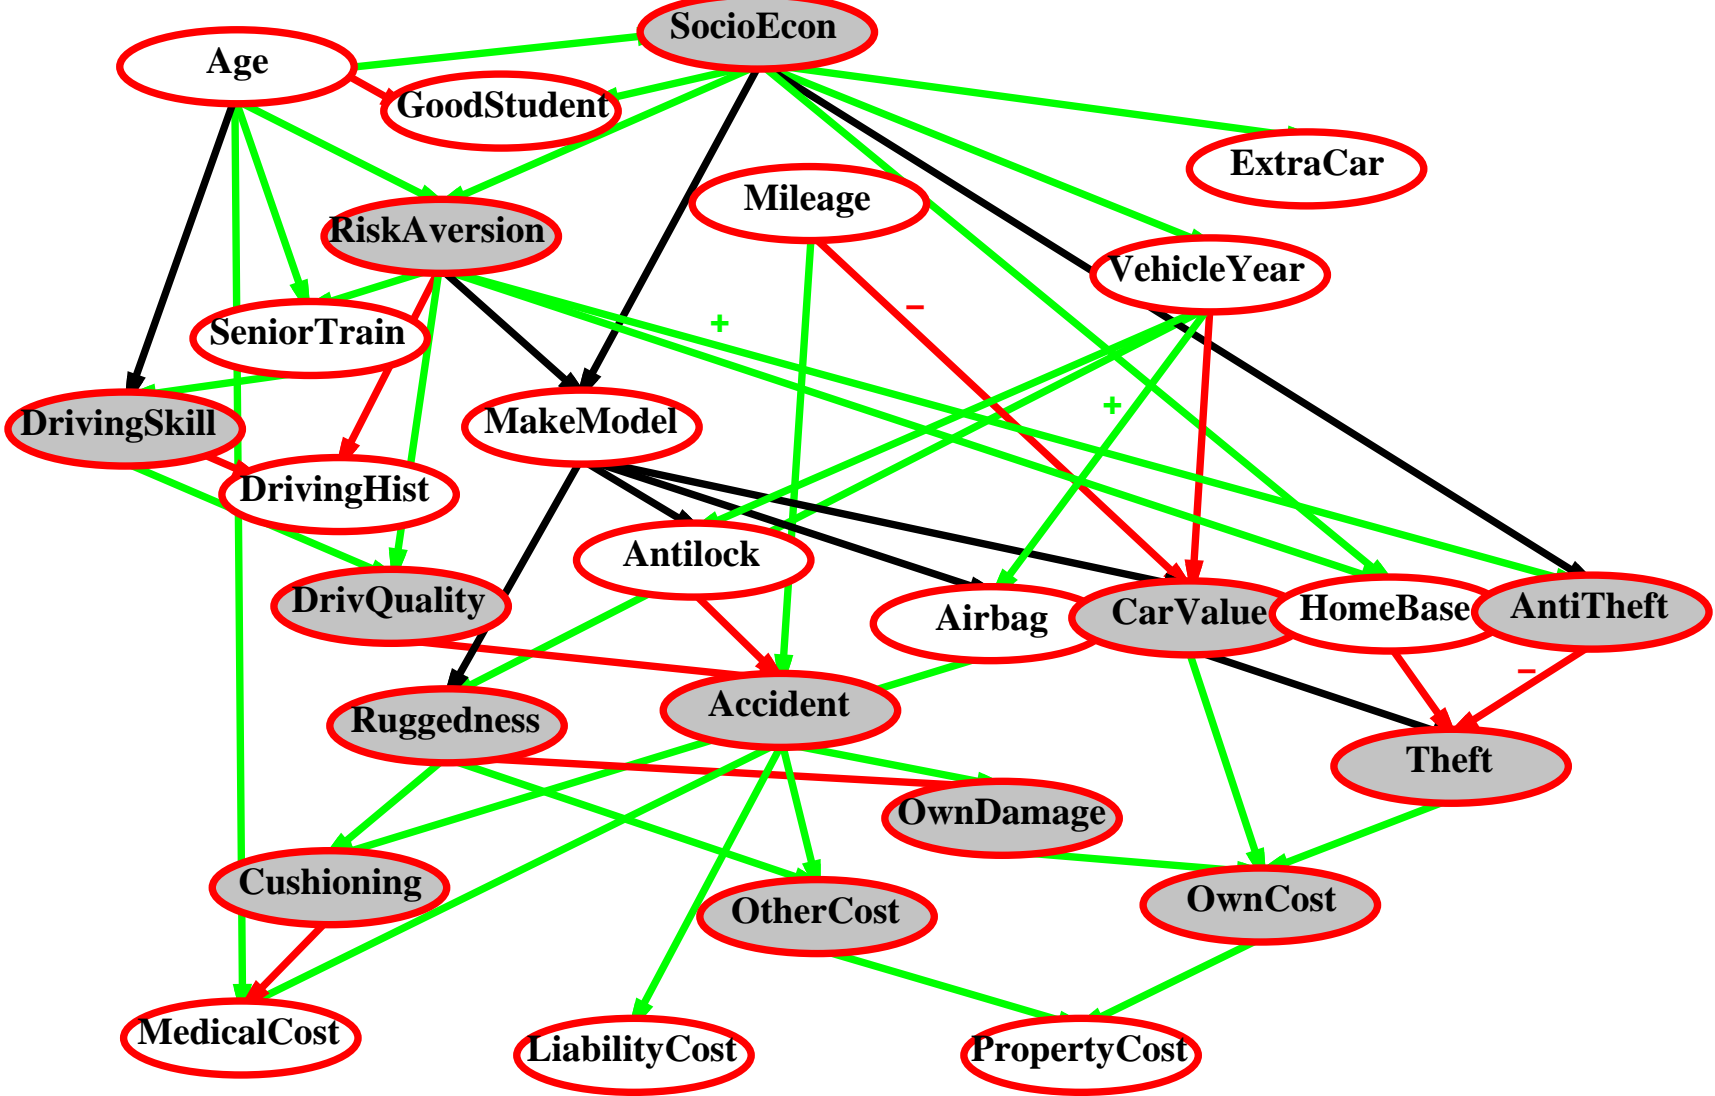 SocioEcon
Age
GoodStudent
ExtraCar
Mileage
RiskAversion
VehicleYear
−
+
SeniorTrain
+
DrivingSkill
MakeModel
DrivingHist
Antilock
DrivQuality
Airbag
CarValue
HomeBase
AntiTheft
−
Accident
Ruggedness
Theft
OwnDamage
Cushioning
OtherCost
OwnCost
MedicalCost
LiabilityCost
PropertyCost